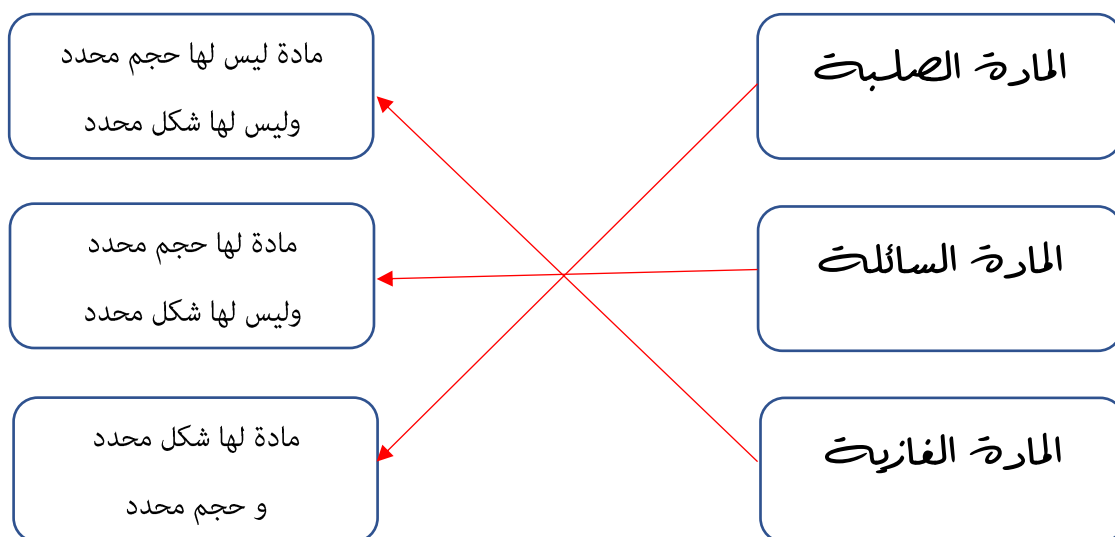 المادة الصلبة
مادة ليس لها حجم محدد
وليس لها شكل محدد
المادة السائلة
مادة لها حجم محدد
وليس لها شكل محدد
المادة الغازية
مادة لها شكل محدد
و حجم محدد